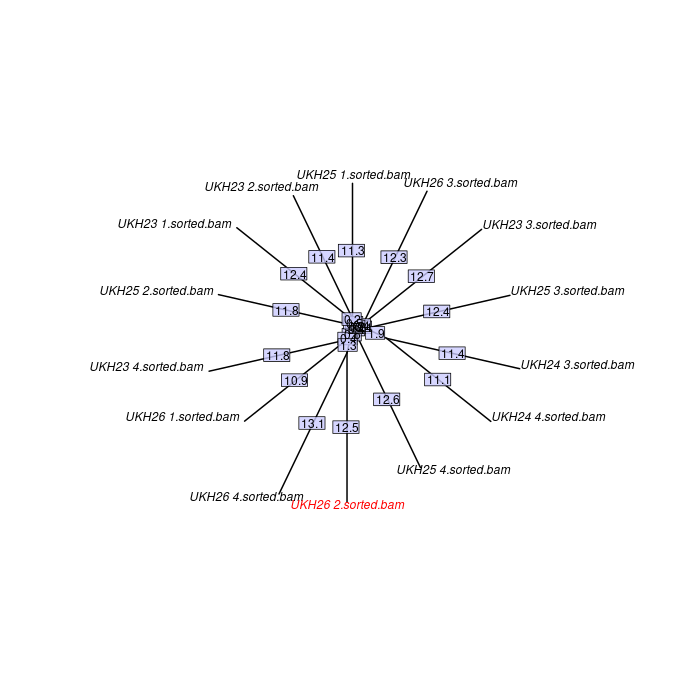 UKH25 1.sorted.bam
UKH26 3.sorted.bam
UKH23 2.sorted.bam
UKH23 1.sorted.bam
UKH23 3.sorted.bam
11.3
11.4
12.3
12.4
12.7
UKH25 2.sorted.bam
UKH25 3.sorted.bam
11.8
12.4
0.2
1.9
1.3
11.8
11.4
UKH23 4.sorted.bam
UKH24 3.sorted.bam
10.9
11.1
12.6
UKH26 1.sorted.bam
UKH24 4.sorted.bam
13.1
12.5
UKH25 4.sorted.bam
UKH26 4.sorted.bam
UKH26 2.sorted.bam